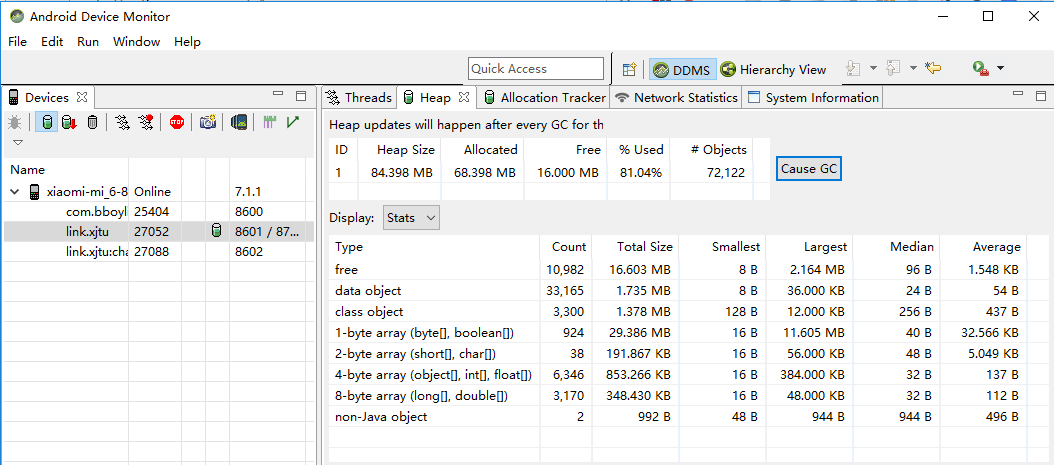 Android Device Monitor
File Edit Run Window Help
Quick Access
DDMS
Hierarchy View
Devices
Name
xiaomi-mi_6-8 Online 7.1.1
com.bboyli 25404 8600
link.xjtu 27052 8601 / 87...
link.xjtu:cha 27088 8602
Threads Heap Allocation Tracker Network Statistics System Information
Heap updates will happen after every GC for th
ID Heap Size Allocated Free % Used # Objects
1 84.398 MB 68.398 MB 16.000 MB 81.04% 72,122
Cause GC
Display: Stats
Type Count Total Size Smallest Largest Median Average
free 10,982 16.603 MB 8 B 2.164 MB 96 B 1.548 KB
data object 33,165 1.735 MB 8 B 36.000 KB 24 B 54 B
class object 3,300 1.378 MB 128 B 12.000 KB 256 B 437 B
1-byte array (byte[], boolean[]) 924 29.386 MB 16 B 11.605 MB 40 B 32.566 KB
2-byte array (short[], char[]) 38 191.867 KB 16 B 56.000 KB 48 B 5.049 KB
4-byte array (object[], int[], float[]) 6,346 853.266 KB 16 B 384.000 KB 32 B 137 B
8-byte array (long[], double[]) 3,170 348.430 KB 16 B 48.000 KB 32 B 112 B
non-Java object 2 992 B 48 B 944 B 944 B 496 B